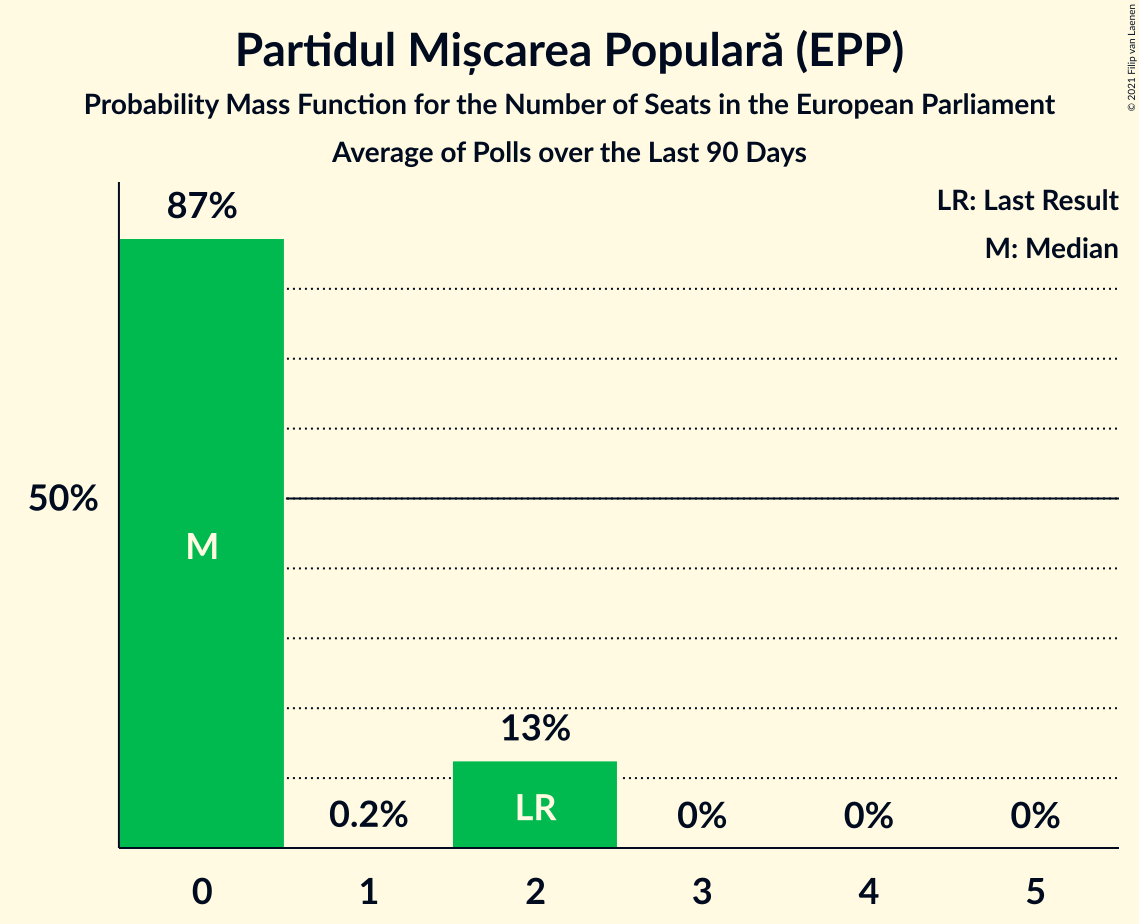 Partidul Mișcarea Populară (EPP)
Probability Mass Function for the Number of Seats in the European Parliament
Average of Polls over the Last 90 Days
© 2021 Filip van Laenen
LR: Last Result
M: Median
87%
50%
M
13%
LR
0.2%
0%
0%
0%
0
1
2
3
4
5